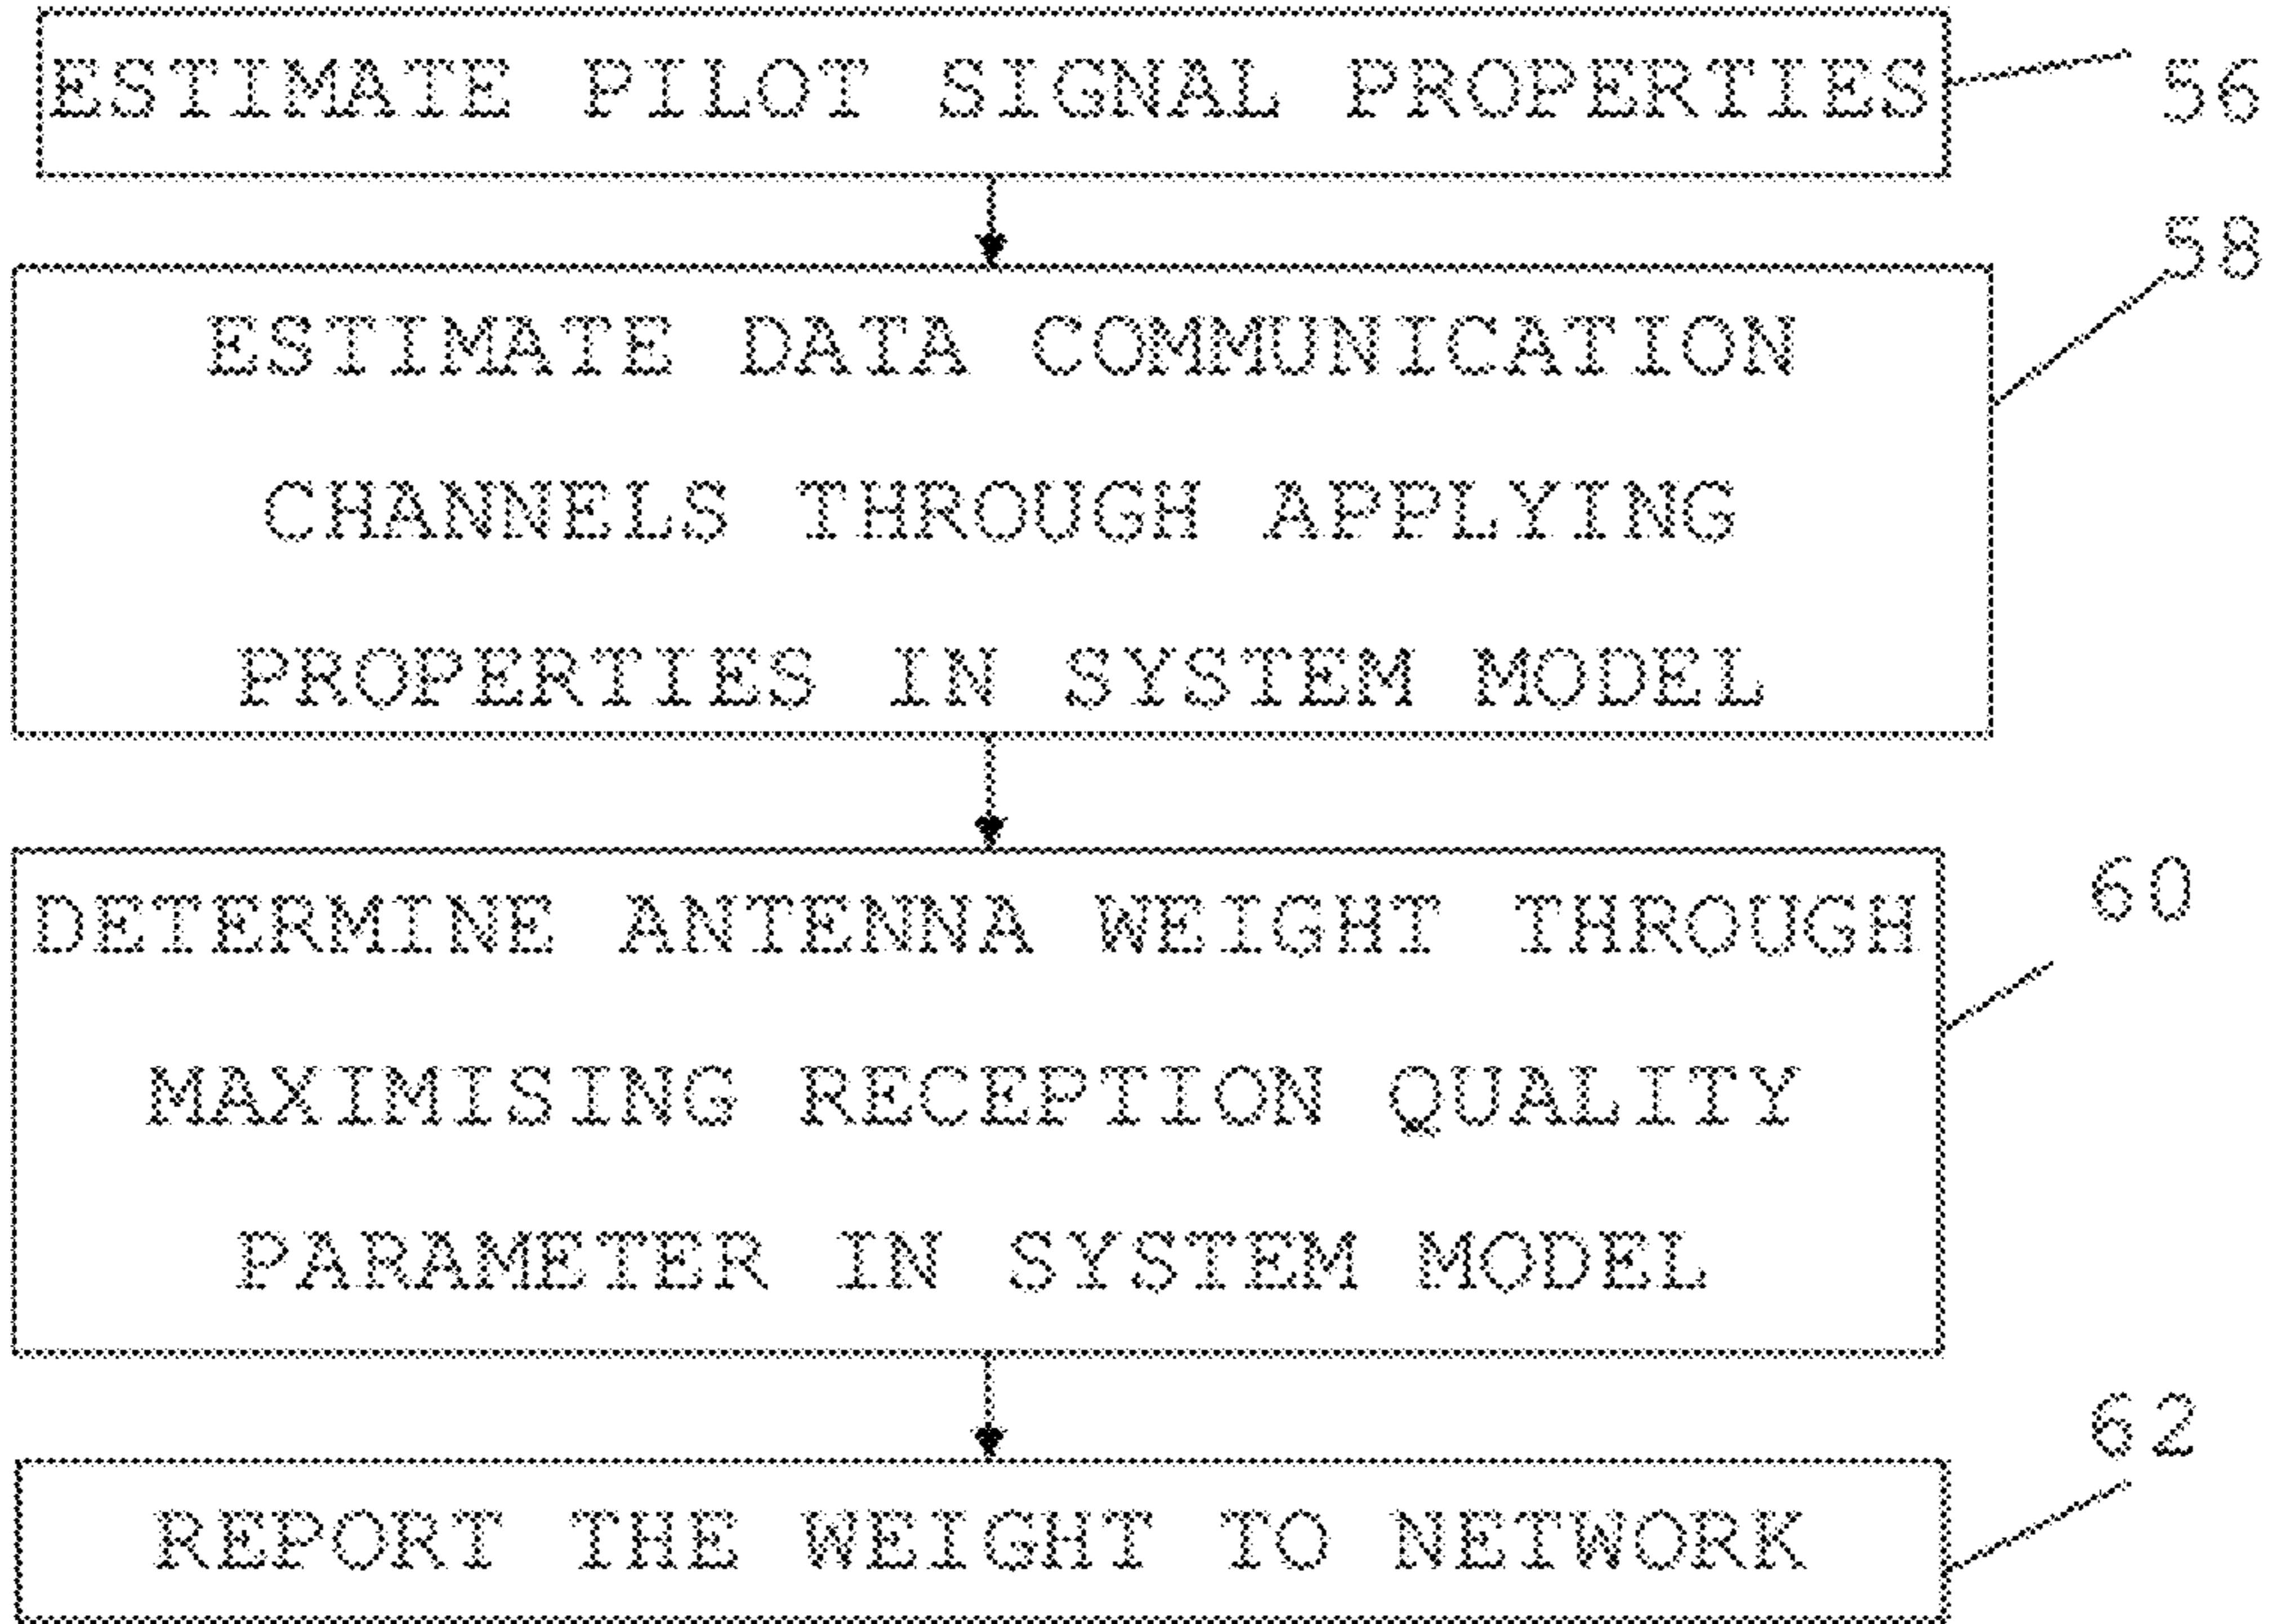 ESTIMATE PILOT SIGNAL PROPERTIES
56
58
ESTIMATE DATA COMMUNICATION
CHANNELS THROUGH APPLYING
PROPERTIES IN SYSTEM MODEL
60
DETERMINE ANTENNA WEIGHT THROUGH
MAXIMISING RECEPTION QUALITY
PARAMETER IN SYSTEM MODEL
62
REPORT THE WEIGHT TO NETWORK